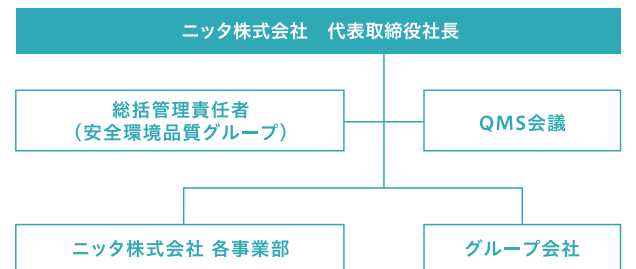 ニッタ株式会社　代表取締役社長
総括管理責任者
（安全環境品質グループ）
QMS会議
ニッタ株式会社 各事業部
グループ会社